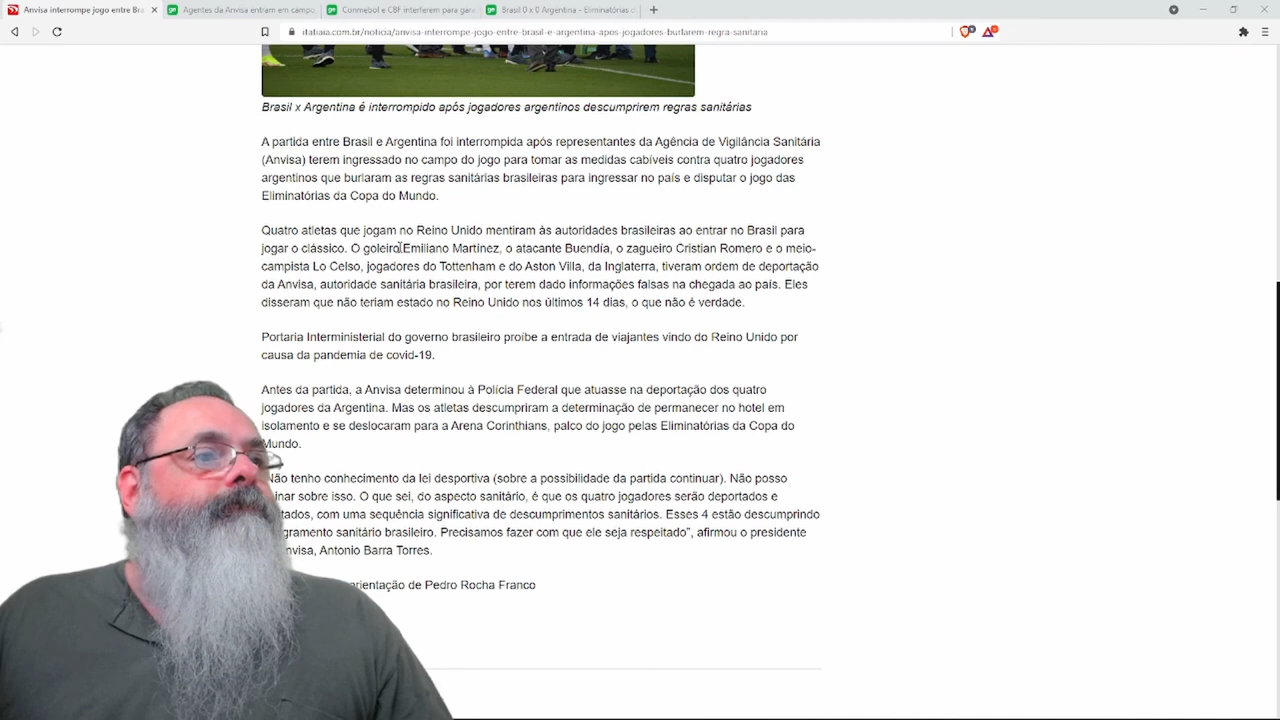 Anvisa interrompe jogo entre Bra
Agentes da Anvisa entram em campo
Conmebol e CBF interferem para gara
Brasil 0 x 0 Argentina - Eliminatórias d
itatiaia.com.br/noticia/anvisa-interrompe-jogo-entre-brasil-e-argentina-apos-jogadores-burlarem-regra-sanitaria
Brasil x Argentina é interrompido após jogadores argentinos descumprirem regras sanitárias
A partida entre Brasil e Argentina foi interrompida após representantes da Agência de Vigilância Sanitária
(Anvisa) terem ingressado no campo do jogo para tomar as medidas cabíveis contra quatro jogadores
argentinos que burlaram as regras sanitárias brasileiras para ingressar no país e disputar o jogo das
Eliminatórias da Copa do Mundo.
Quatro atletas que jogam no Reino Unido mentiram às autoridades brasileiras ao entrar no Brasil para
jogar o clássico. O goleiro Emiliano Martínez, o atacante Buendía, o zagueiro Cristian Romero e o meio-
campista Lo Celso, jogadores do Tottenham e do Aston Villa, da Inglaterra, tiveram ordem de deportação
da Anvisa, autoridade sanitária brasileira, por terem dado informações falsas na chegada ao país. Eles
disseram que não teriam estado no Reino Unido nos últimos 14 dias, o que não é verdade.
Portaria Interministerial do governo brasileiro proíbe a entrada de viajantes vindo do Reino Unido por
causa da pandemia de covid-19.
Antes da partida, a Anvisa determinou à Polícia Federal que atuasse na deportação dos quatro
jogadores da Argentina. Mas os atletas descumpriram a determinação de permanecer no hotel em
isolamento e se deslocaram para a Arena Corinthians, palco do jogo pelas Eliminatórias da Copa do
Mundo.
Não tenho conhecimento da lei desportiva (sobre a possibilidade da partida continuar). Não posso
inar sobre isso. O que sei, do aspecto sanitário, é que os quatro jogadores serão deportados e
tados, com uma sequência significativa de descumprimentos sanitários. Esses 4 estão descumprindo
gramento sanitário brasileiro. Precisamos fazer com que ele seja respeitado”, afirmou o presidente
nvisa, Antonio Barra Torres.
orientação de Pedro Rocha Franco